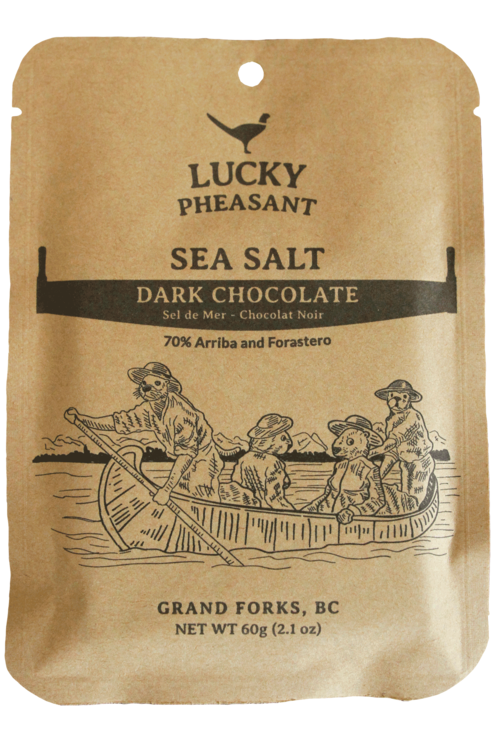 LUCKY
PHEASANT
SEA SALT
DARK CHOCOLATE
Sel de Mer - Chocolat Noir
70% Arriba and Forastero
GRAND FORKS, BC
NET WT 60g (2.1 oz)